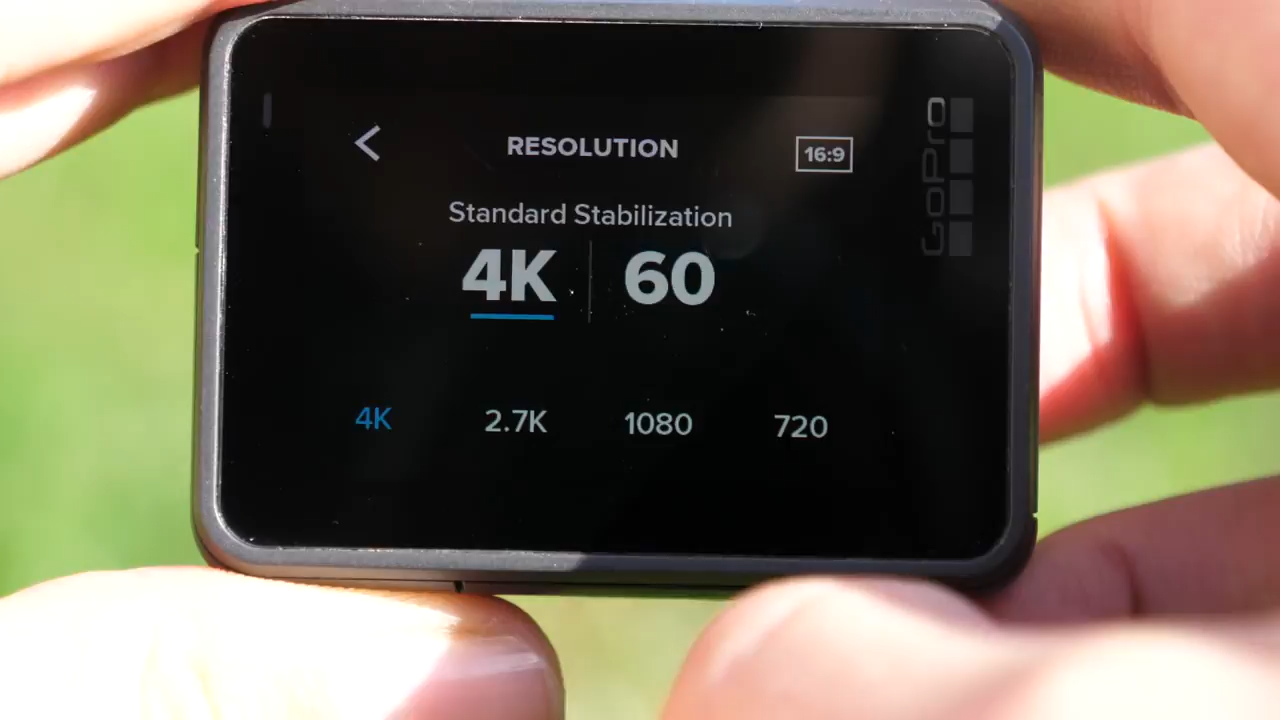 RESOLUTION
16:9
Standard Stabilization
4K | 60
4K 2.7K 1080 720
GoPro